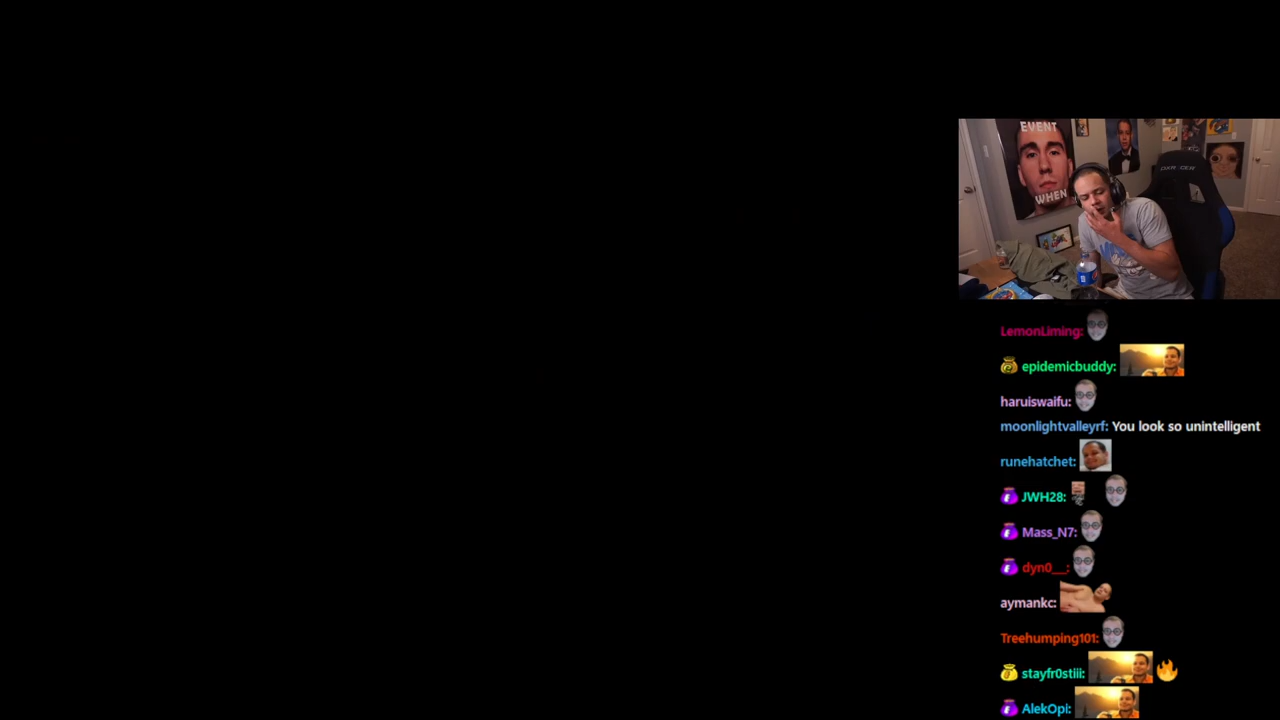 EVENT
WHEN
LemonLiming:
epidemicbuddy:
haruiswaifu:
moonlightvalleyrf: You look so unintelligent
runehatchet:
JWH28:
Mass_N7:
dyn0__:
aymankc:
Treehumping101:
stayfr0stiii:
AlekOpi: